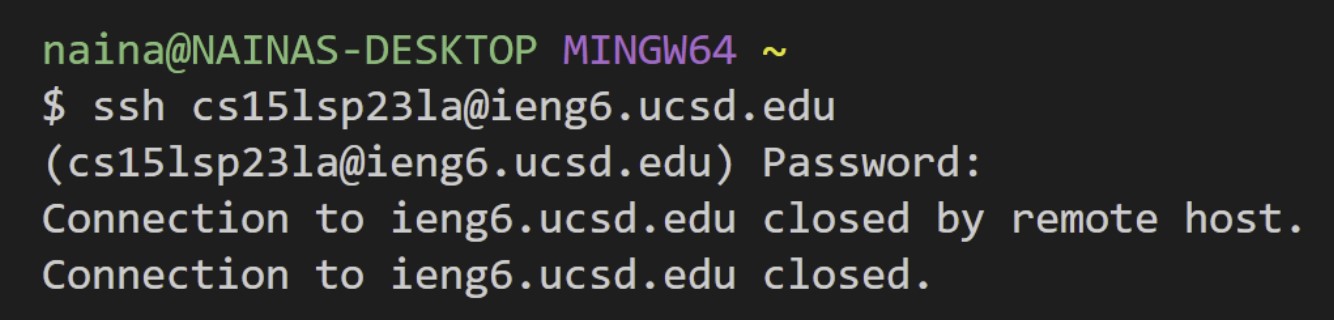 naina@NAINAS-DESKTOP MINGW64 ~
$ ssh cs15lsp23la@ieng6.ucsd.edu
(cs15lsp23la@ieng6.ucsd.edu) Password:
Connection to ieng6.ucsd.edu closed by remote host.
Connection to ieng6.ucsd.edu closed.